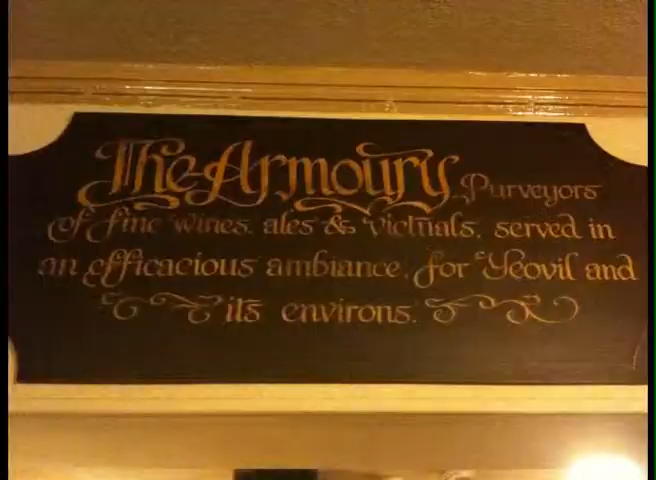 The Armoury Purveyors
of fine wines, ales & victuals, served in
an efficacious ambiance, for Yeovil and
its environs.